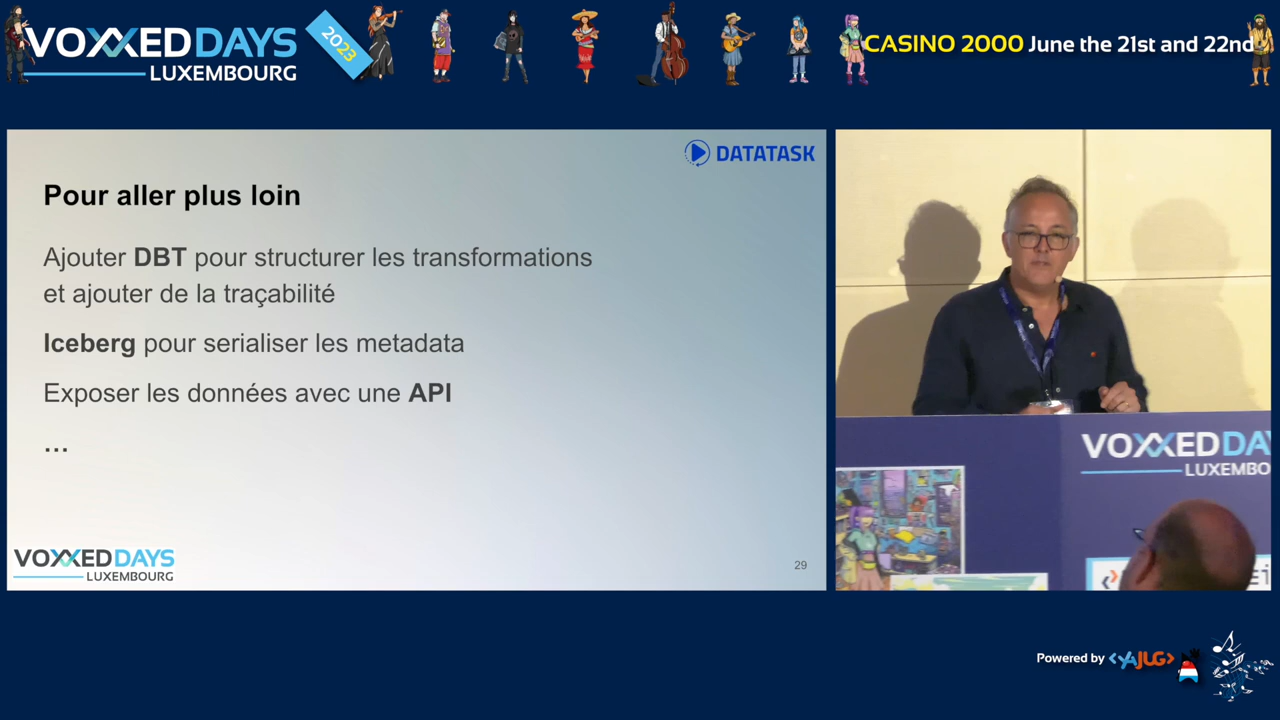 VOXXED DAYS
LUXEMBOURG
2023
CASINO 2000 June the 21st and 22nd
DATATASK
Pour aller plus loin
Ajouter DBT pour structurer les transformations
et ajouter de la traçabilité
Iceberg pour serialiser les metadata
Exposer les données avec une API
…
VOXXED DAYS
LUXEMBOURG
29
VOXXED DAY
LUXEMBO
Powered by <YAJUG>